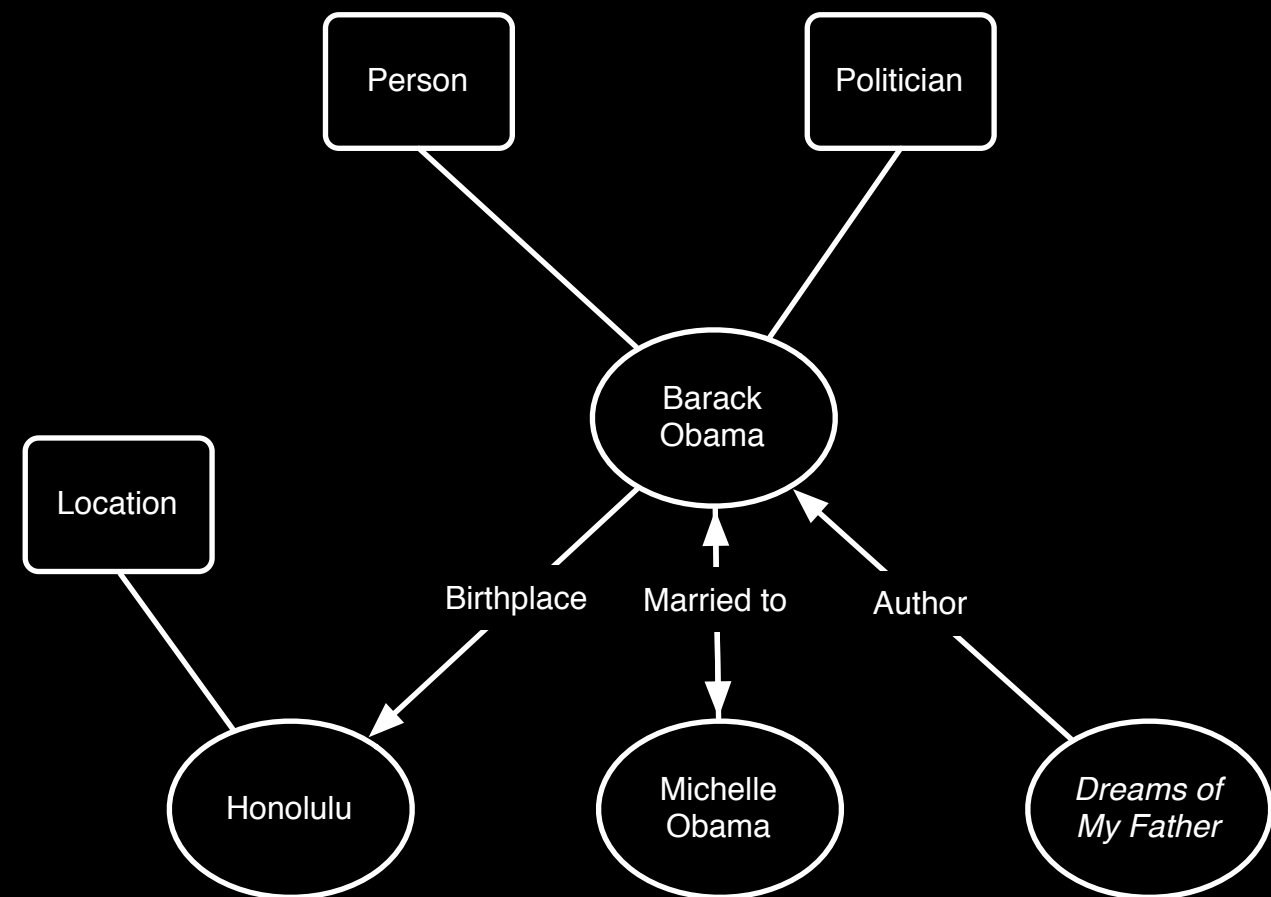 Person
Politician
Barack
Obama
Location
Birthplace
Married to
Author
Honolulu
Michelle
Obama
Dreams of
My Father